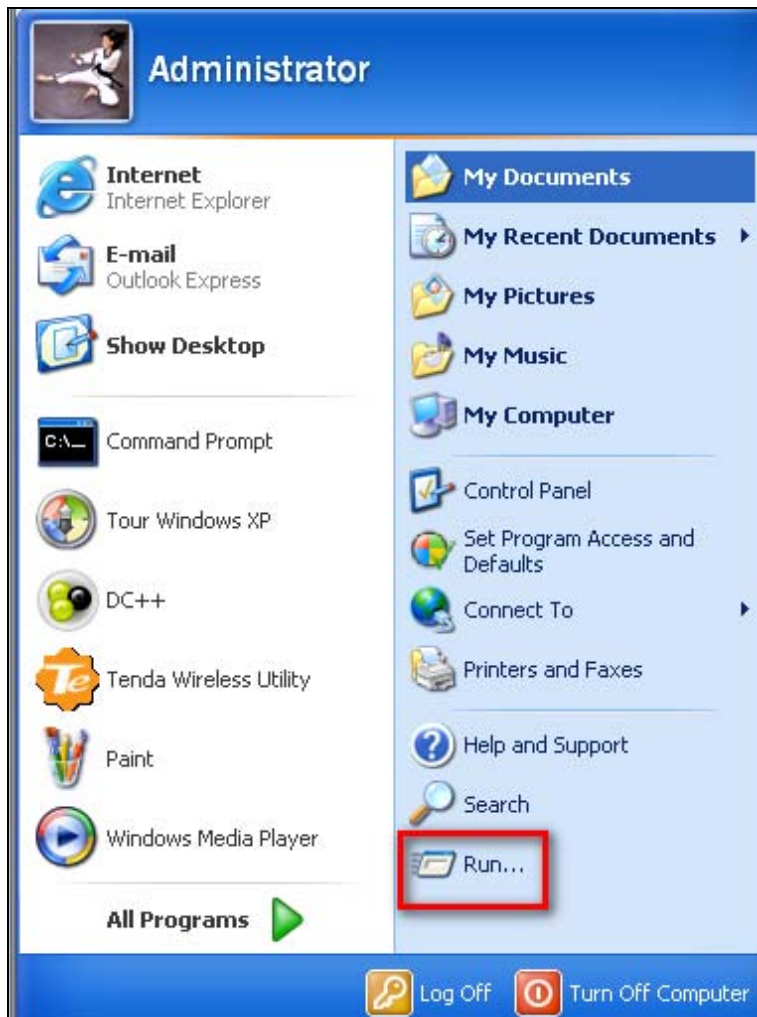 Administrator
Internet
Internet Explorer
E-mail
Outlook Express
Show Desktop
C:\_
Command Prompt
Tour Windows XP
DC++
Te
Tenda Wireless Utility
Paint
Windows Media Player
All Programs
My Documents
My Recent Documents
My Pictures
My Music
My Computer
Control Panel
Set Program Access and
Defaults
Connect To
Printers and Faxes
Help and Support
Search
Run...
Log Off
Turn Off Computer